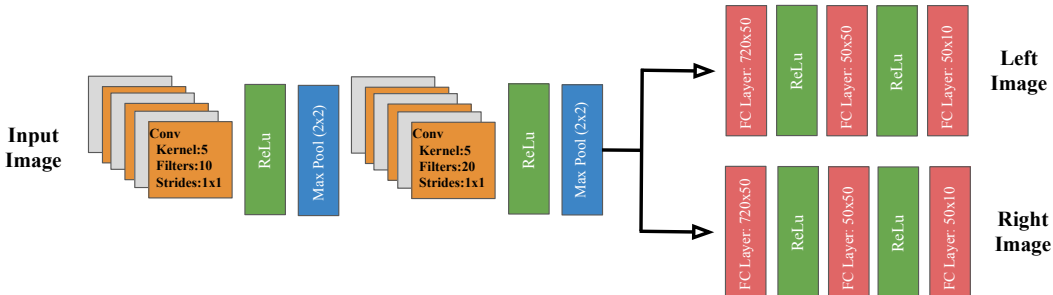 Input
Image
Conv
Kernel:5
Filters:10
Strides:1x1
ReLu
Max Pool (2x2)
Conv
Kernel:5
Filters:20
Strides:1x1
ReLu
Max Pool (2x2)
FC Layer: 720x50
ReLu
FC Layer: 50x50
ReLu
FC Layer: 50x10
Left
Image
FC Layer: 720x50
ReLu
FC Layer: 50x50
ReLu
FC Layer: 50x10
Right
Image